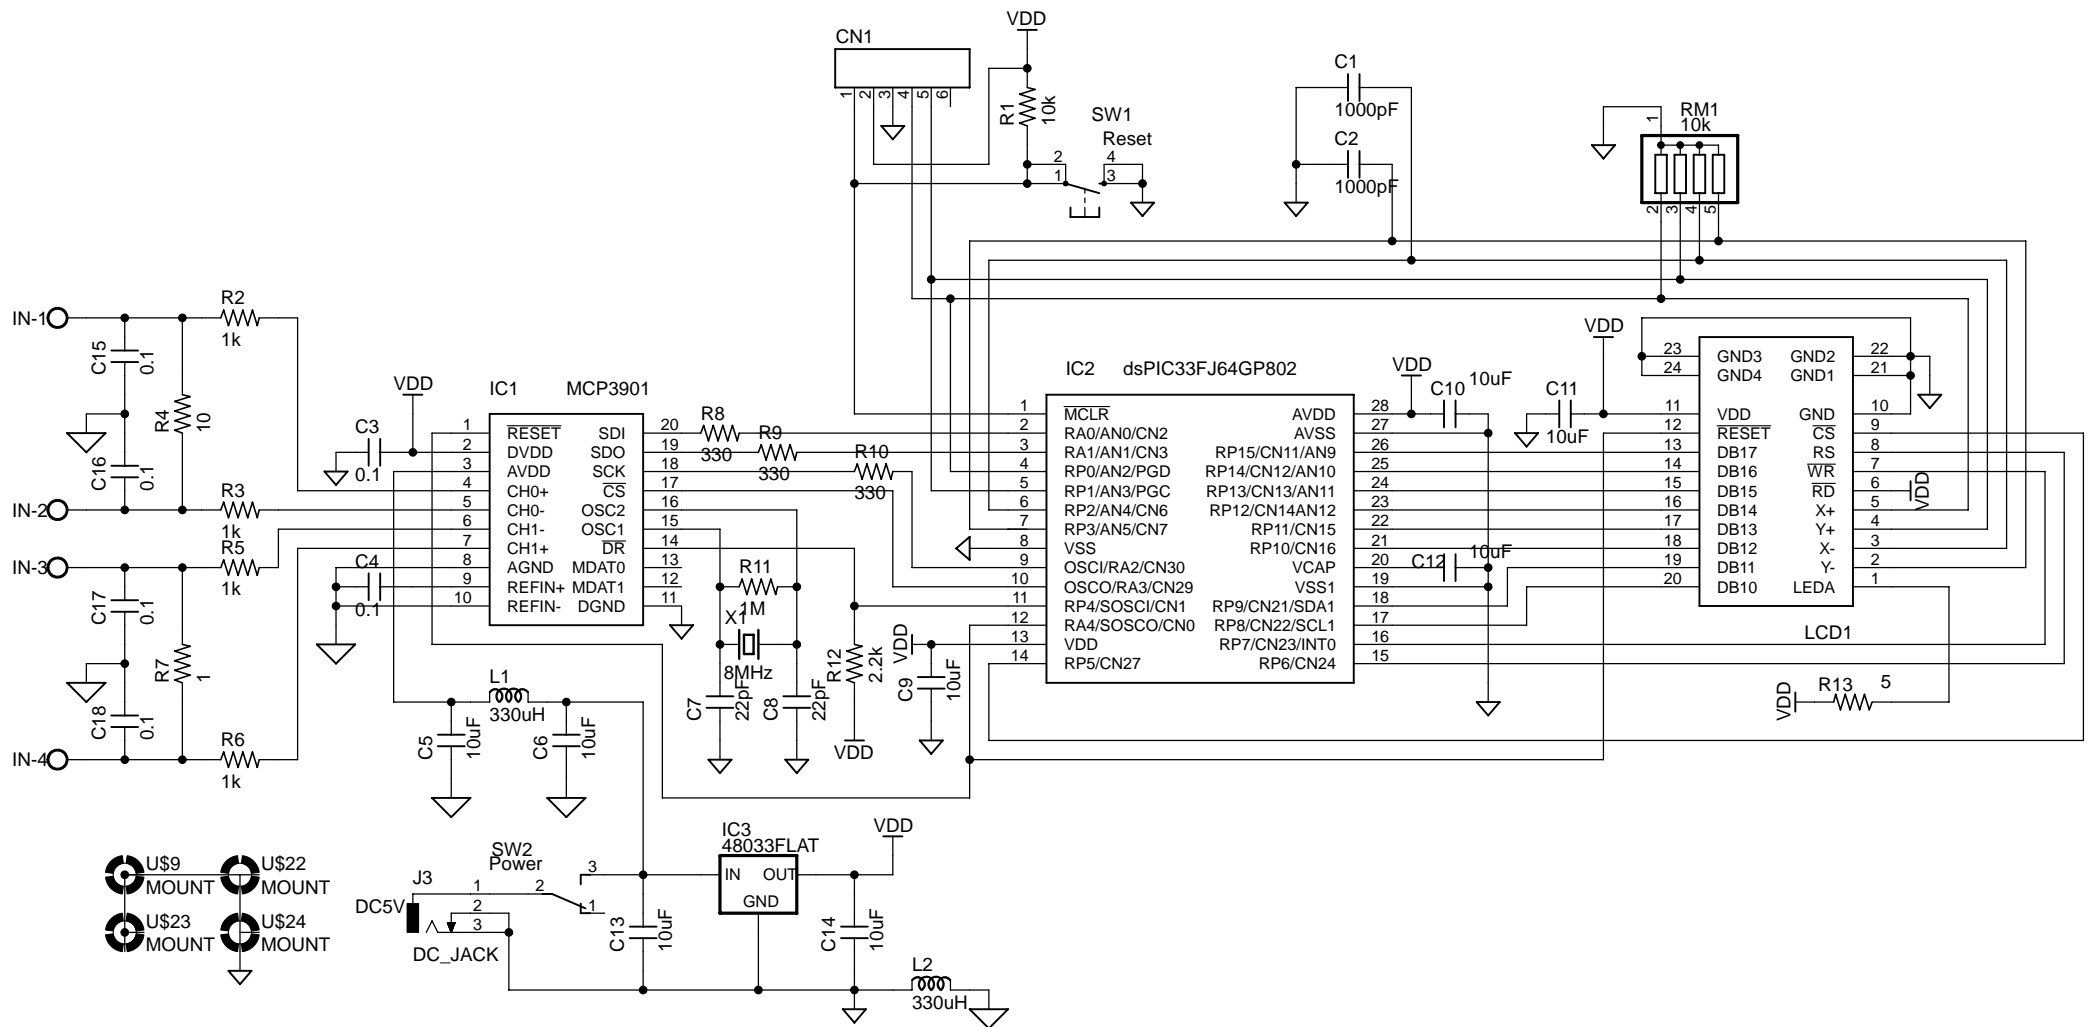 VDD
CN1
1 2 3 4 5 6
R1
10k
SW1
Reset
2 4
1 3
C1
1000pF
C2
1000pF
RM1
10k
1
2 3 4 5
IN-1
R2
1k
C15
0.1
R4
10
C16
0.1
IN-2
R3
1k
IN-3
R5
1k
C17
0.1
R7
1
C18
0.1
IN-4
R6
1k
VDD
C3
0.1
C4
0.1
IC1 MCP3901
1 RESET SDI 20
2 DVDD SDO 19
3 AVDD SCK 18
4 CH0+ CS 17
5 CH0- OSC2 16
6 CH1- OSC1 15
7 CH1+ DR 14
8 AGND MDAT0 13
9 REFIN+ MDAT1 12
10 REFIN- DGND 11
R8
330
R9
330
R10
330
R11
1M
X1
8MHz
C7
22pF
C8
22pF
R12
2.2k
VDD
VDD
C9
10uF
L1
330uH
C5
10uF
C6
10uF
IC2 dsPIC33FJ64GP802
1 MCLR AVDD 28
2 RA0/AN0/CN2 AVSS 27
3 RA1/AN1/CN3 RP15/CN11/AN9 26
4 RP0/AN2/PGD RP14/CN12/AN10 25
5 RP1/AN3/PGC RP13/CN13/AN11 24
6 RP2/AN4/CN6 RP12/CN14AN12 23
7 RP3/AN5/CN7 RP11/CN15 22
8 VSS RP10/CN16 21
9 OSCI/RA2/CN30 VCAP 20
10 OSCO/RA3/CN29 VSS1 19
11 RP4/SOSCI/CN1 RP9/CN21/SDA1 18
12 RA4/SOSCO/CN0 RP8/CN22/SCL1 17
13 VDD RP7/CN23/INT0 16
14 RP5/CN27 RP6/CN24 15
VDD
C10
10uF
C12
10uF
C11
10uF
VDD
23 GND3 GND2 22
24 GND4 GND1 21
11 VDD GND 10
12 RESET CS 9
13 DB17 RS 8
14 DB16 WR 7
15 DB15 RD 6
16 DB14 X+ 5
17 DB13 Y+ 4
18 DB12 X- 3
19 DB11 Y- 2
20 DB10 LEDA 1
VDD
LCD1
VDD
R13 5
U$9
MOUNT
U$22
MOUNT
U$23
MOUNT
U$24
MOUNT
J3
DC5V
1
2
3
DC_JACK
SW2
Power
2
3
1
C13
10uF
IC3
48033FLAT
IN OUT
GND
VDD
C14
10uF
L2
330uH